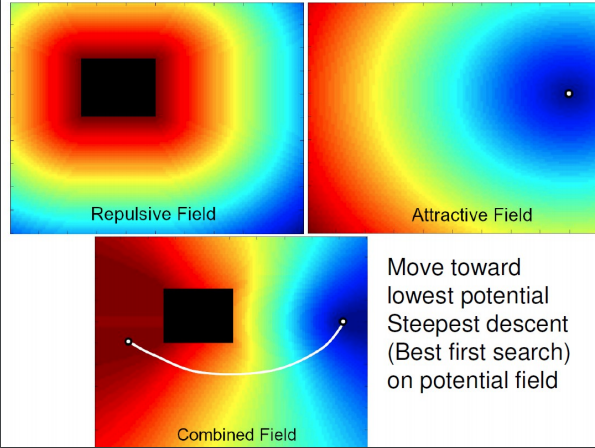 Repulsive Field
Attractive Field
Move toward
lowest potential
Steepest descent
(Best first search)
on potential field
Combined Field